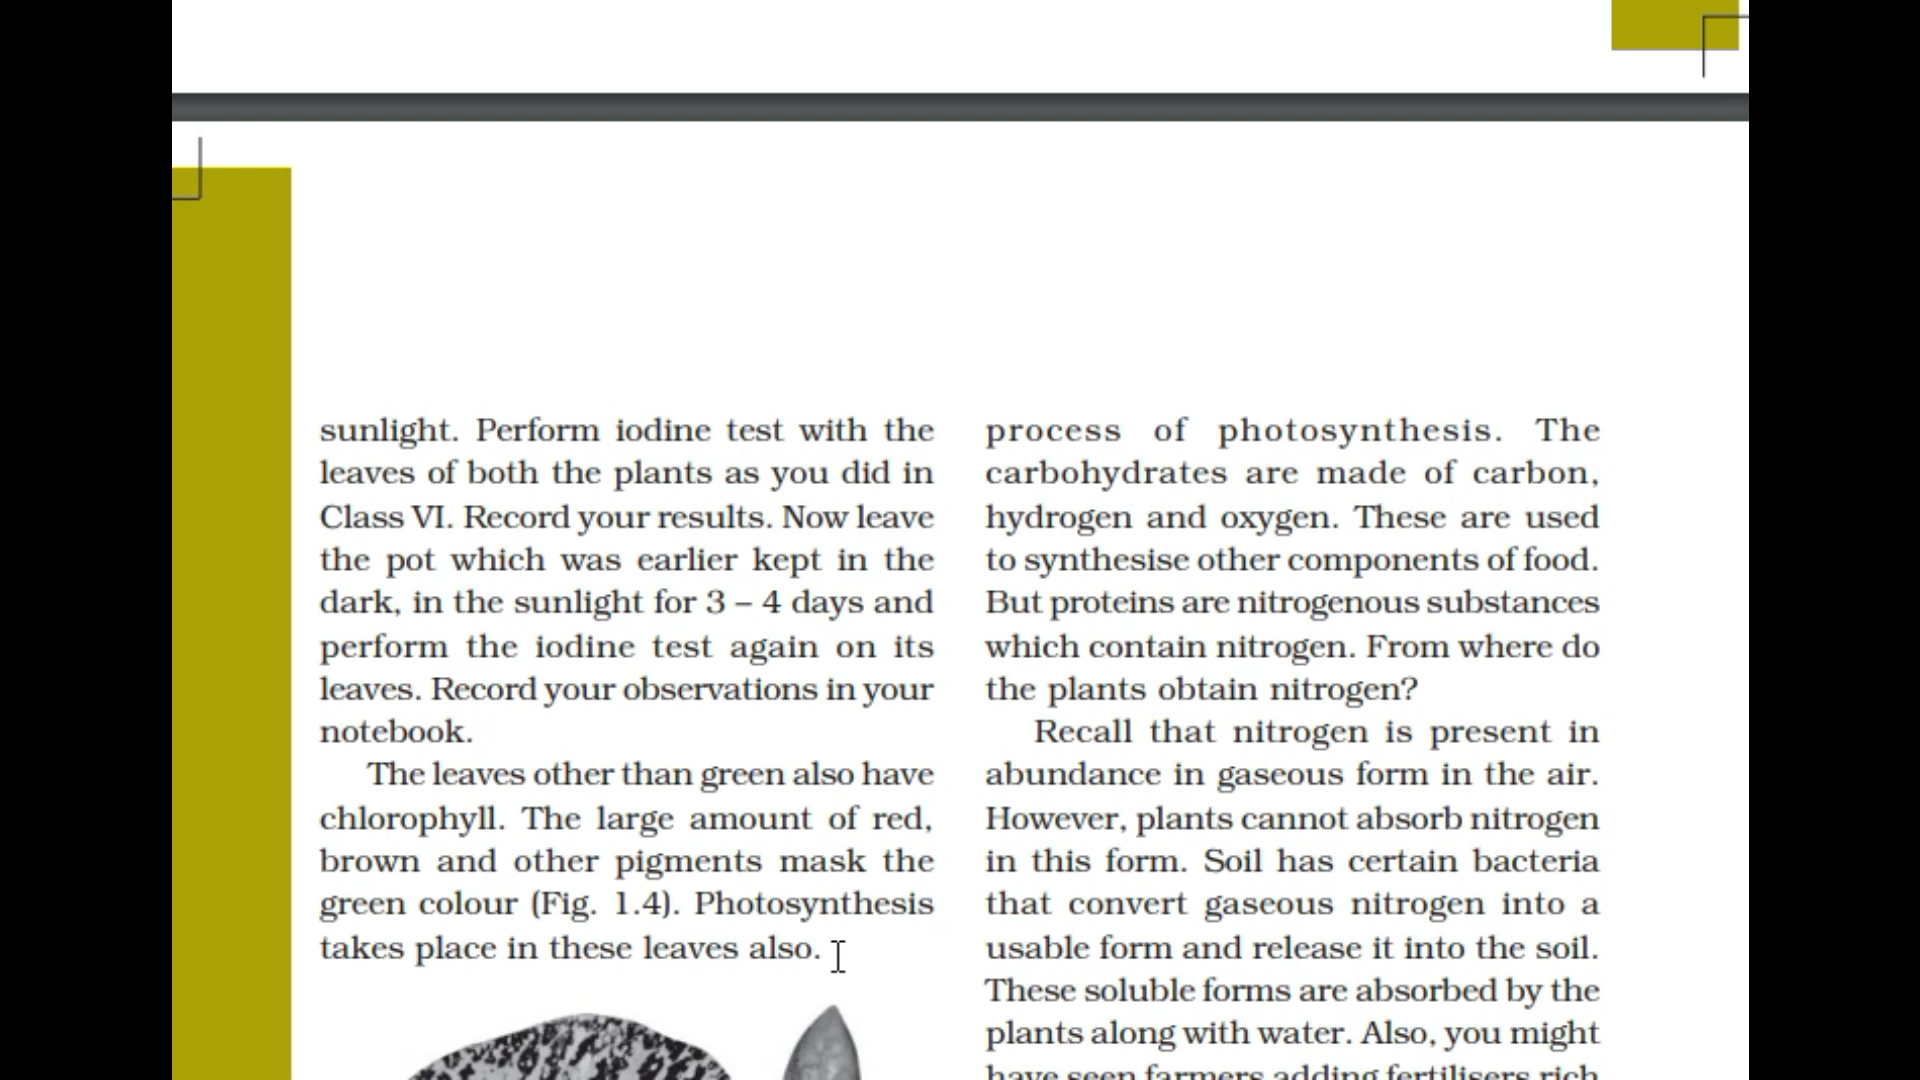 sunlight. Perform iodine test with the
leaves of both the plants as you did in
Class VI. Record your results. Now leave
the pot which was earlier kept in the
dark, in the sunlight for 3 – 4 days and
perform the iodine test again on its
leaves. Record your observations in your
notebook.
The leaves other than green also have
chlorophyll. The large amount of red,
brown and other pigments mask the
green colour (Fig. 1.4). Photosynthesis
takes place in these leaves also.
process of photosynthesis. The
carbohydrates are made of carbon,
hydrogen and oxygen. These are used
to synthesise other components of food.
But proteins are nitrogenous substances
which contain nitrogen. From where do
the plants obtain nitrogen?
Recall that nitrogen is present in
abundance in gaseous form in the air.
However, plants cannot absorb nitrogen
in this form. Soil has certain bacteria
that convert gaseous nitrogen into a
usable form and release it into the soil.
These soluble forms are absorbed by the
plants along with water. Also, you might
have seen farmers adding fertilisers rich